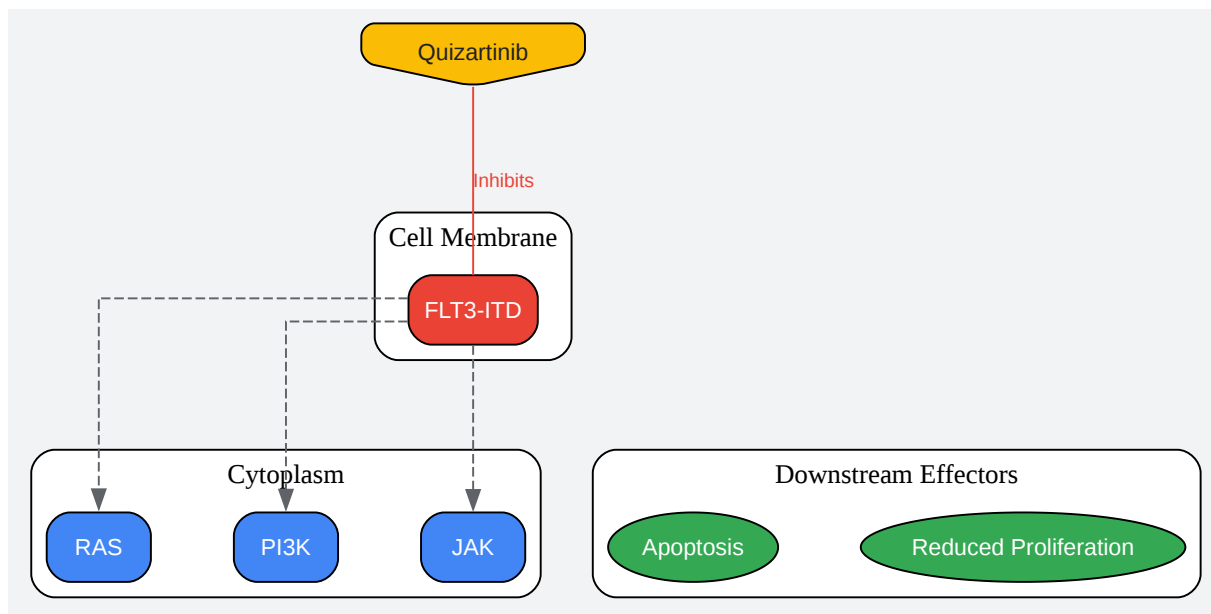 Quizartinib
Inhibits
Cell Membrane
FLT3-ITD
Cytoplasm
RAS
PI3K
JAK
Downstream Effectors
Apoptosis
Reduced Proliferation